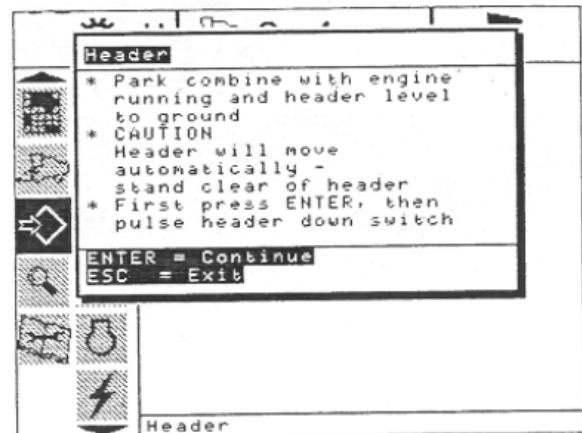 Header
* Park combine with engine
running and header level
to ground
* CAUTION
Header will move
automatically -
stand clear of header
* First press ENTER, then
pulse header down switch
ENTER = Continue
ESC = Exit
Header